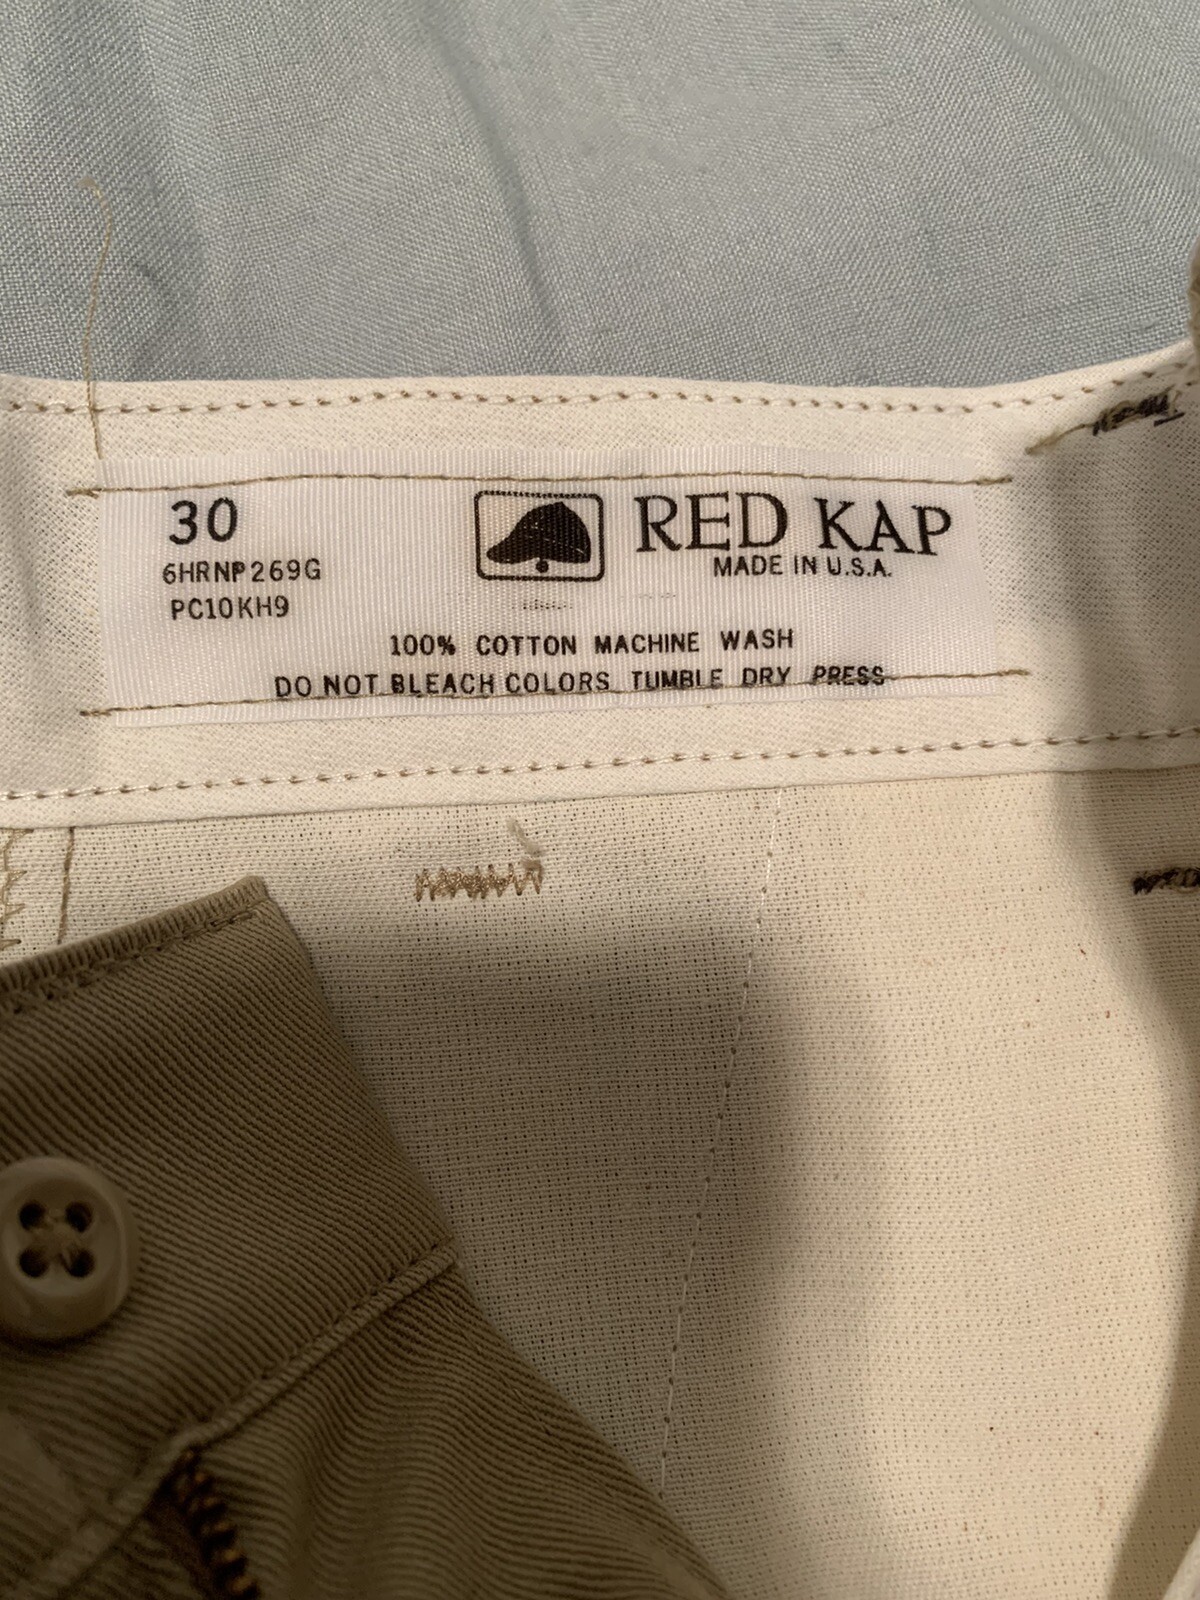 30
RED KAP
6HRNP269G
MADE IN U.S.A.
PC10KH9
100% COTTON MACHINE WASH
DO NOT BLEACH COLORS TUMBLE DRY PRESS